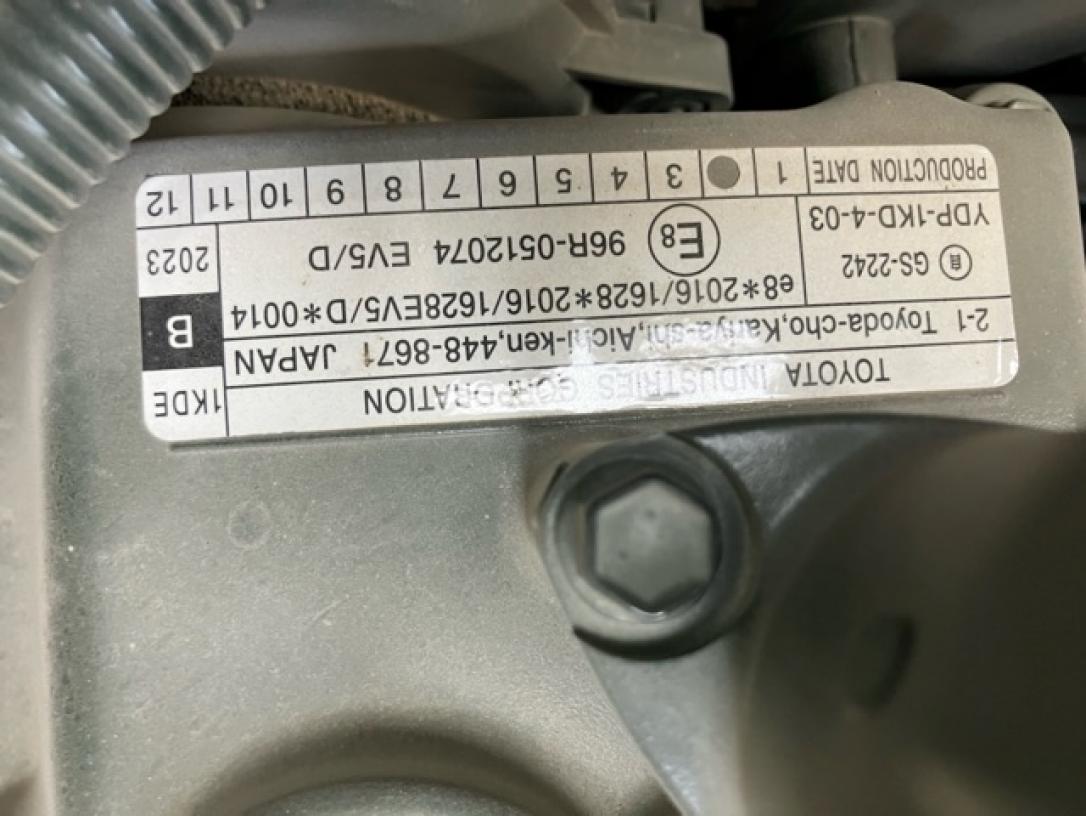 TOYOTA INDUSTRIES CORPORATION 1KDE
2-1 Toyoda-cho,Kariya-shi,Aichi-ken,448-8671 JAPAN B
自 GS-2242 e8*2016/1628*2016/1628EV5/D*0014
YDP-1KD-4-03 E8 96R-0512074 EV5/D 2023
PRODUCTION DATE 1 3 4 5 6 7 8 9 10 11 12